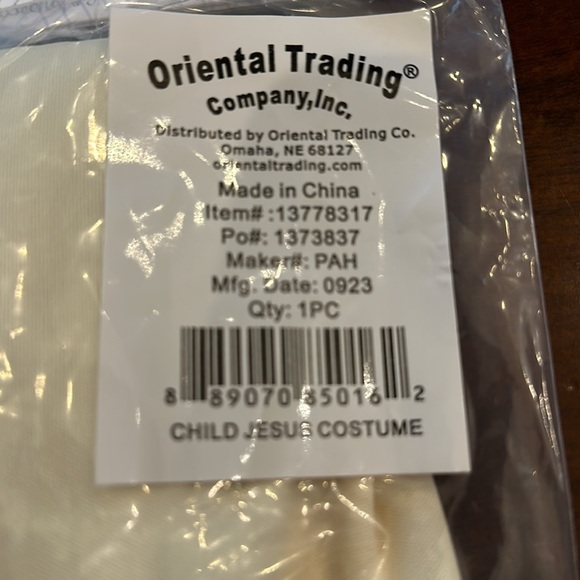 Oriental Trading®
Company,Inc.
Distributed by Oriental Trading Co.
Omaha, NE 68127
orientaltrading.com
Made in China
Item# :13778317
Po#: 1373837
Maker#: PAH
Mfg. Date: 0923
Qty: 1PC
8 89070 85016 2
CHILD JESUS COSTUME